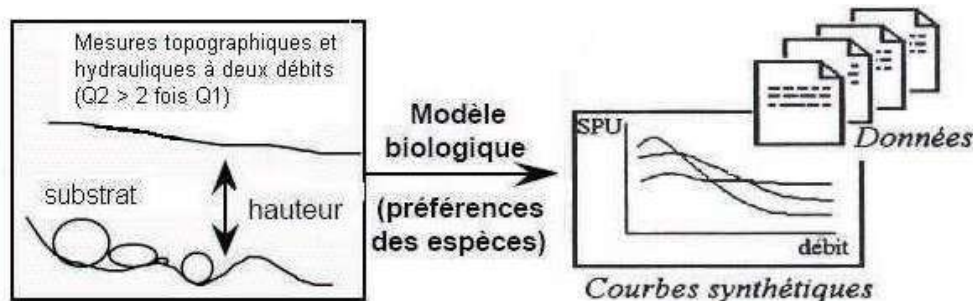 Mesures topographiques et
hydrauliques à deux débits
(Q2 > 2 fois Q1)
substrat
hauteur
Modèle
biologique
(préférences
des espèces)
SPU
débit
Données
Courbes synthétiques